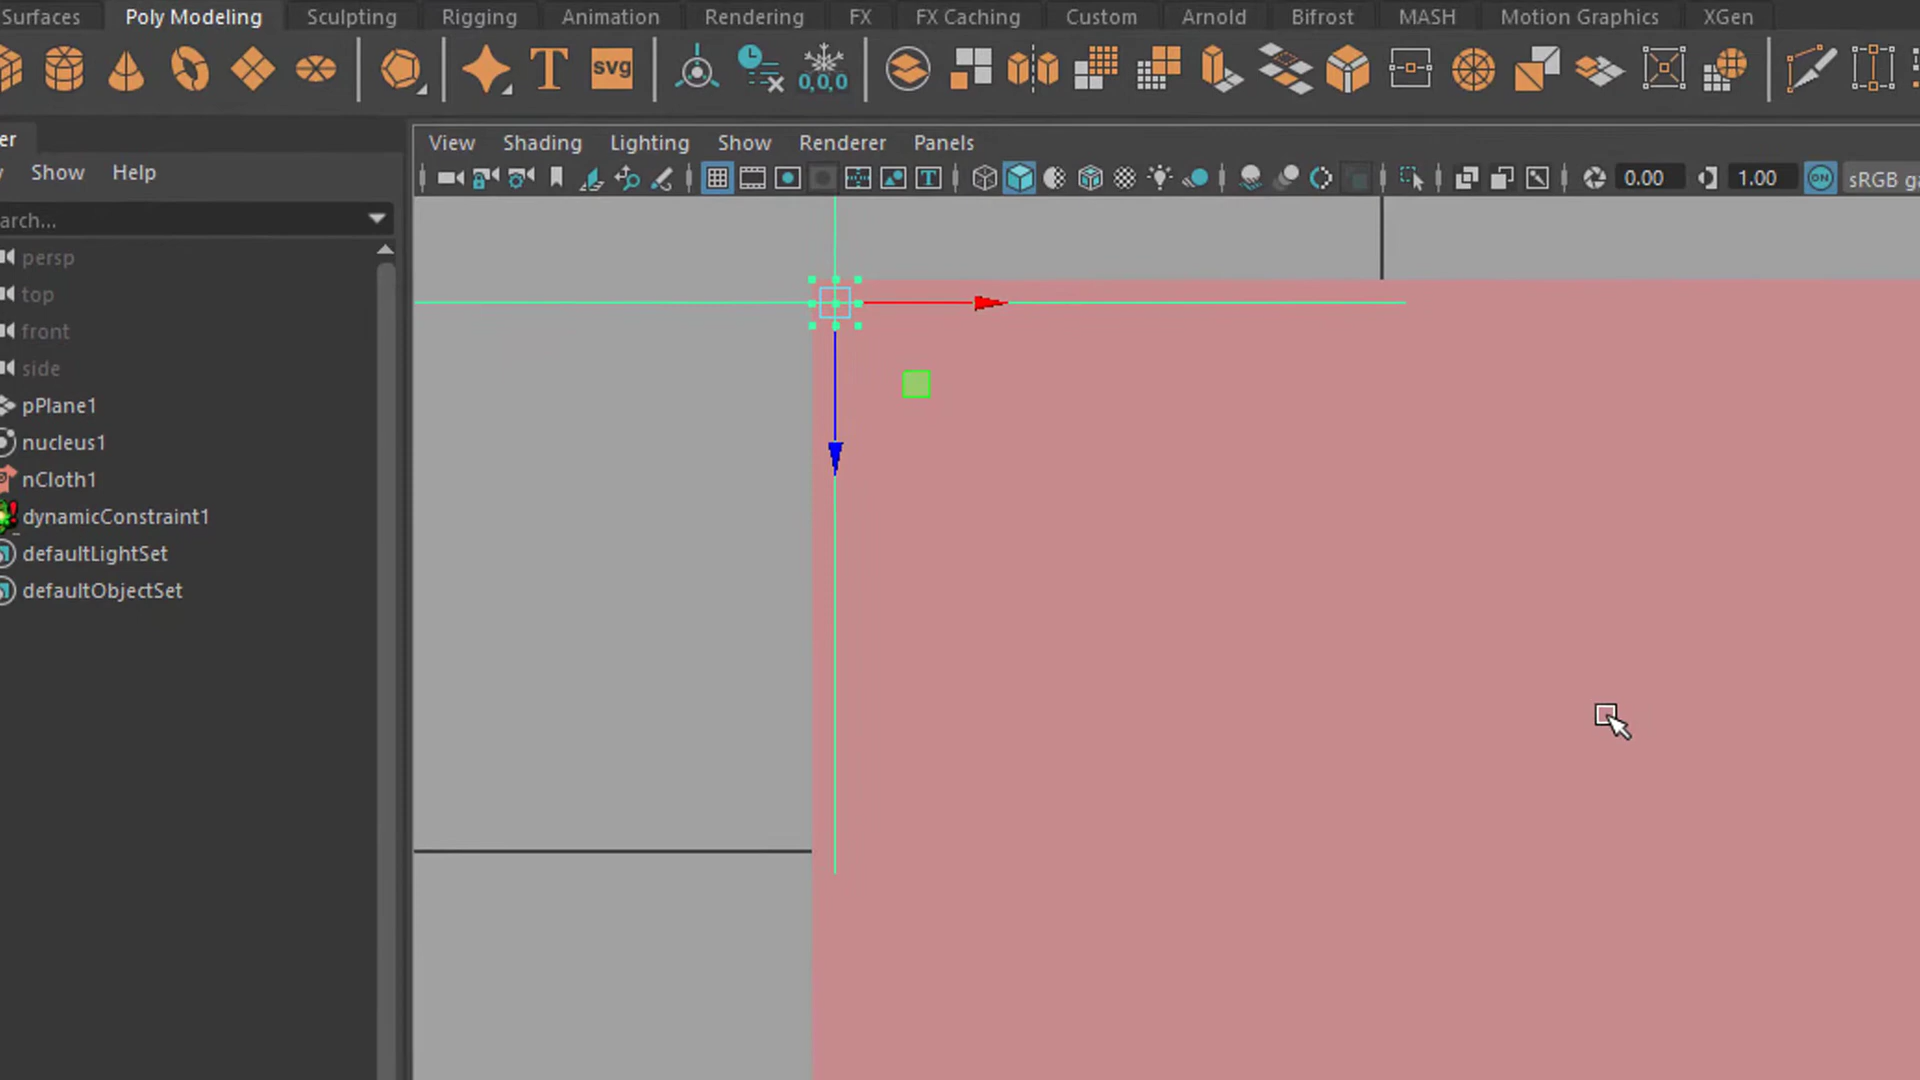 Surfaces Poly Modeling Sculpting Rigging Animation Rendering FX FX Caching Custom Arnold Bifrost MASH Motion Graphics XGen
T svg 0,0,0
er
View Shading Lighting Show Renderer Panels
Show Help
T 0.00 1.00 ON sRGB ga
arch...
persp
top
front
side
pPlane1
nucleus1
nCloth1
dynamicConstraint1
defaultLightSet
defaultObjectSet